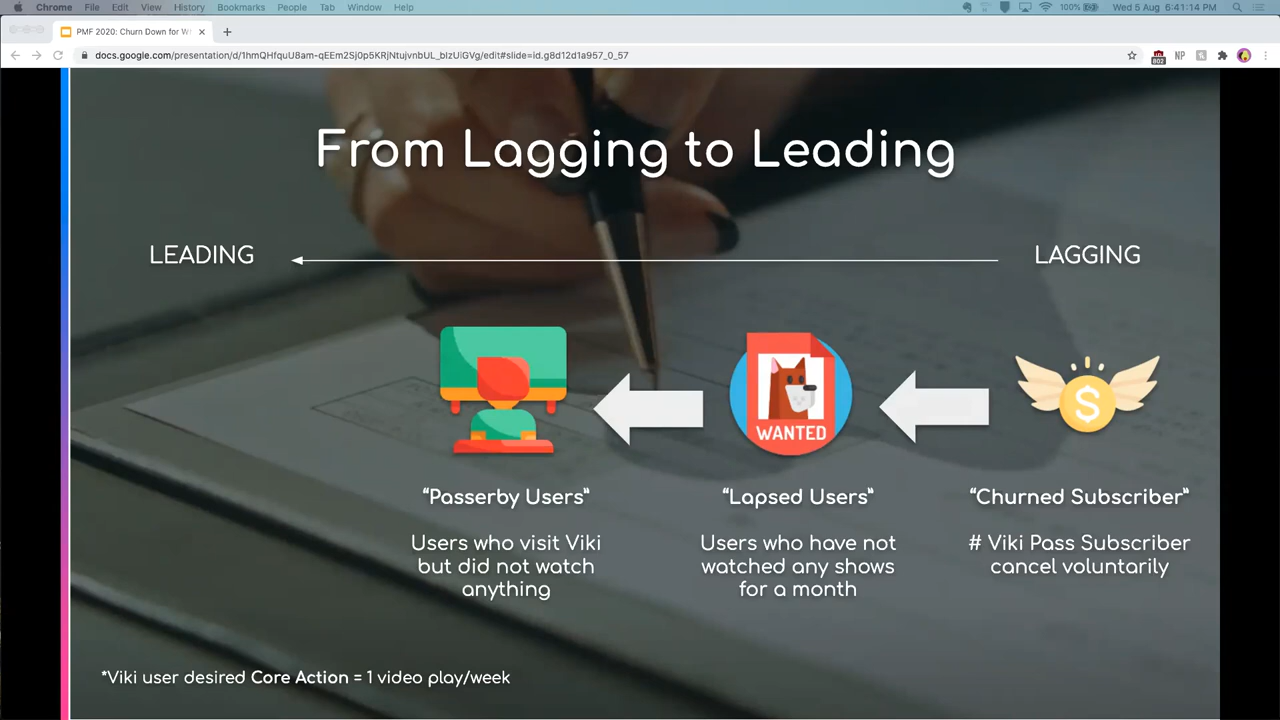 Chrome File Edit View History Bookmarks People Tab Window Help 100% Wed 5 Aug 6:41:14 PM
PMF 2020: Churn Down for W
docs.google.com/presentation/d/1hmQHfquU8am-qEEm2Sj0p5KRjNtujvnbUL_bIzUiGVg/edit#slide=id.g8d12d1a957_0_57
NP
From Lagging to Leading
LEADING LAGGING
WANTED
$
“Passerby Users” “Lapsed Users” “Churned Subscriber”
Users who visit Viki
but did not watch
anything
Users who have not
watched any shows
for a month
# Viki Pass Subscriber
cancel voluntarily
*Viki user desired Core Action = 1 video play/week